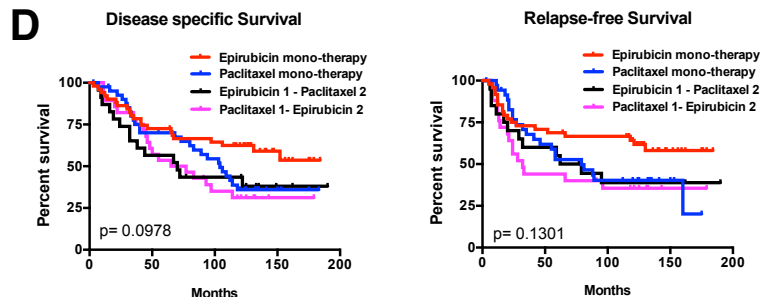 D
Disease specific Survival
Epirubicin mono-therapy
Paclitaxel mono-therapy
Epirubicin 1 - Paclitaxel 2
Paclitaxel 1- Epirubicin 2
Percent survival
100
75
50
25
0
p= 0.0978
0 50 100 150 200
Months
Relapse-free Survival
Epirubicin mono-therapy
Paclitaxel mono-therapy
Epirubicin 1 - Paclitaxel 2
Paclitaxel 1- Epirubicin 2
Percent survival
100
75
50
25
0
p= 0.1301
0 50 100 150 200
Months